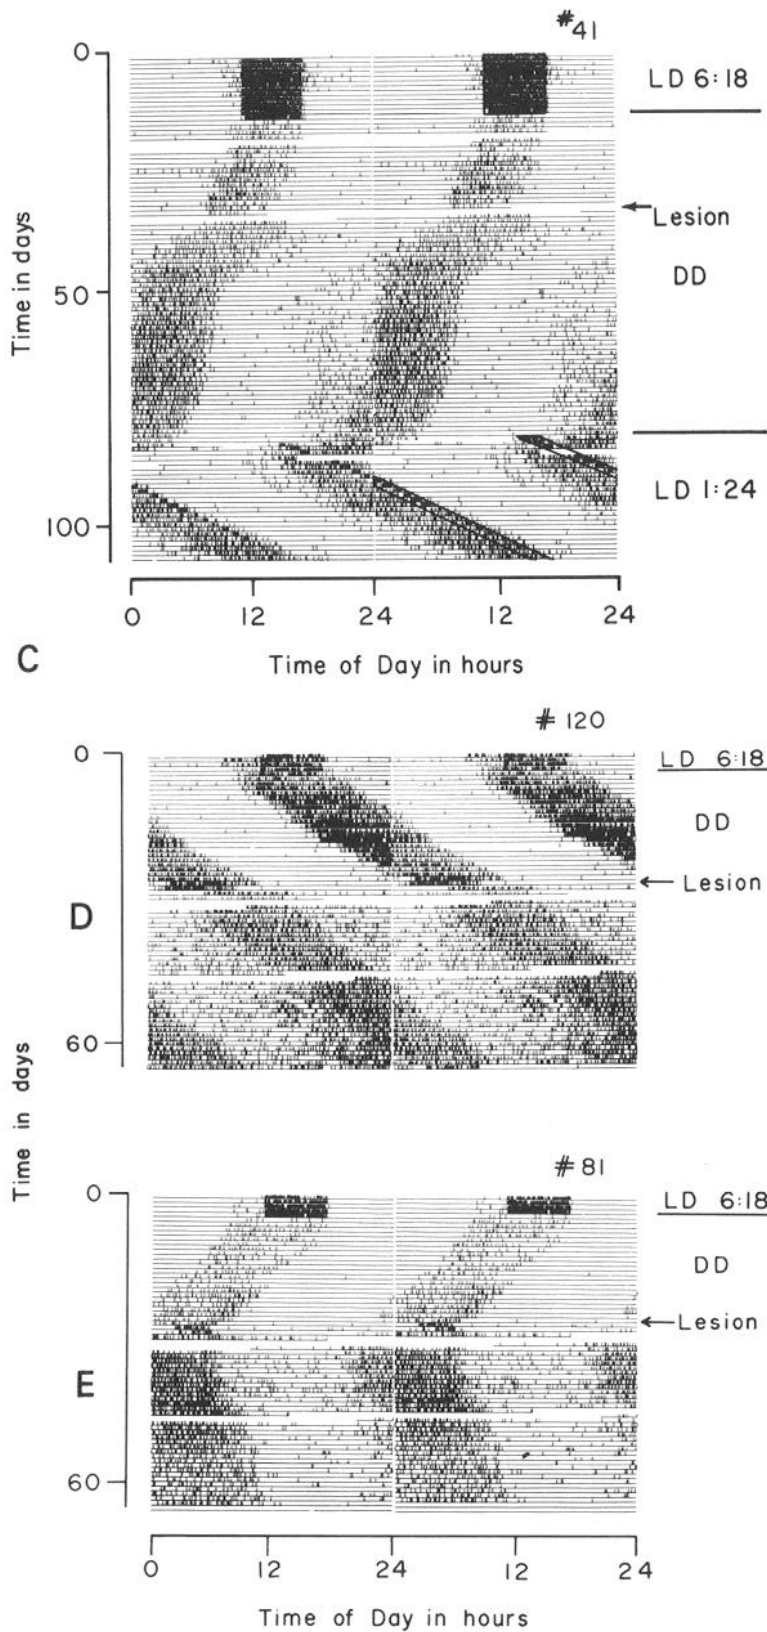 #41
0
LD 6:18
Lesion
DD
50
LD 1:24
100
Time in days
0 12 24 12 24
C
Time of Day in hours
# 120
0
LD 6:18
DD
Lesion
D
60
Time in days
# 81
0
LD 6:18
DD
Lesion
E
60
0 12 24 12 24
Time of Day in hours